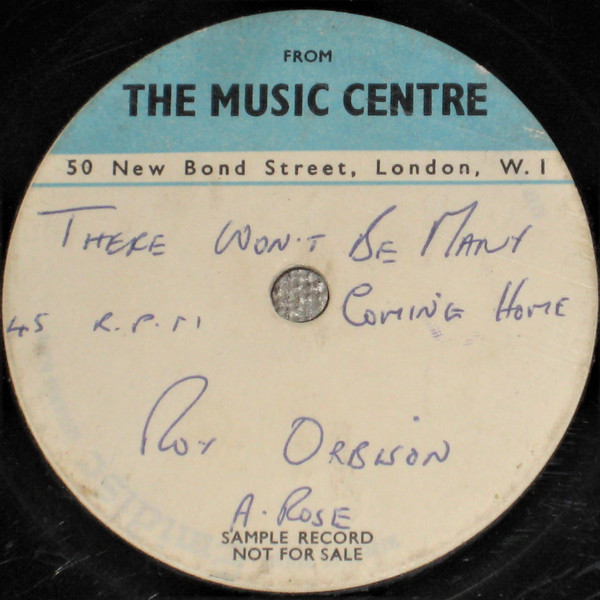 FROM
THE MUSIC CENTRE
50 New Bond Street, London, W.1
THERE WON'T BE MANY
45 R.P.M COMING HOME
ROY ORBISON
A. ROSE
SAMPLE RECORD
NOT FOR SALE